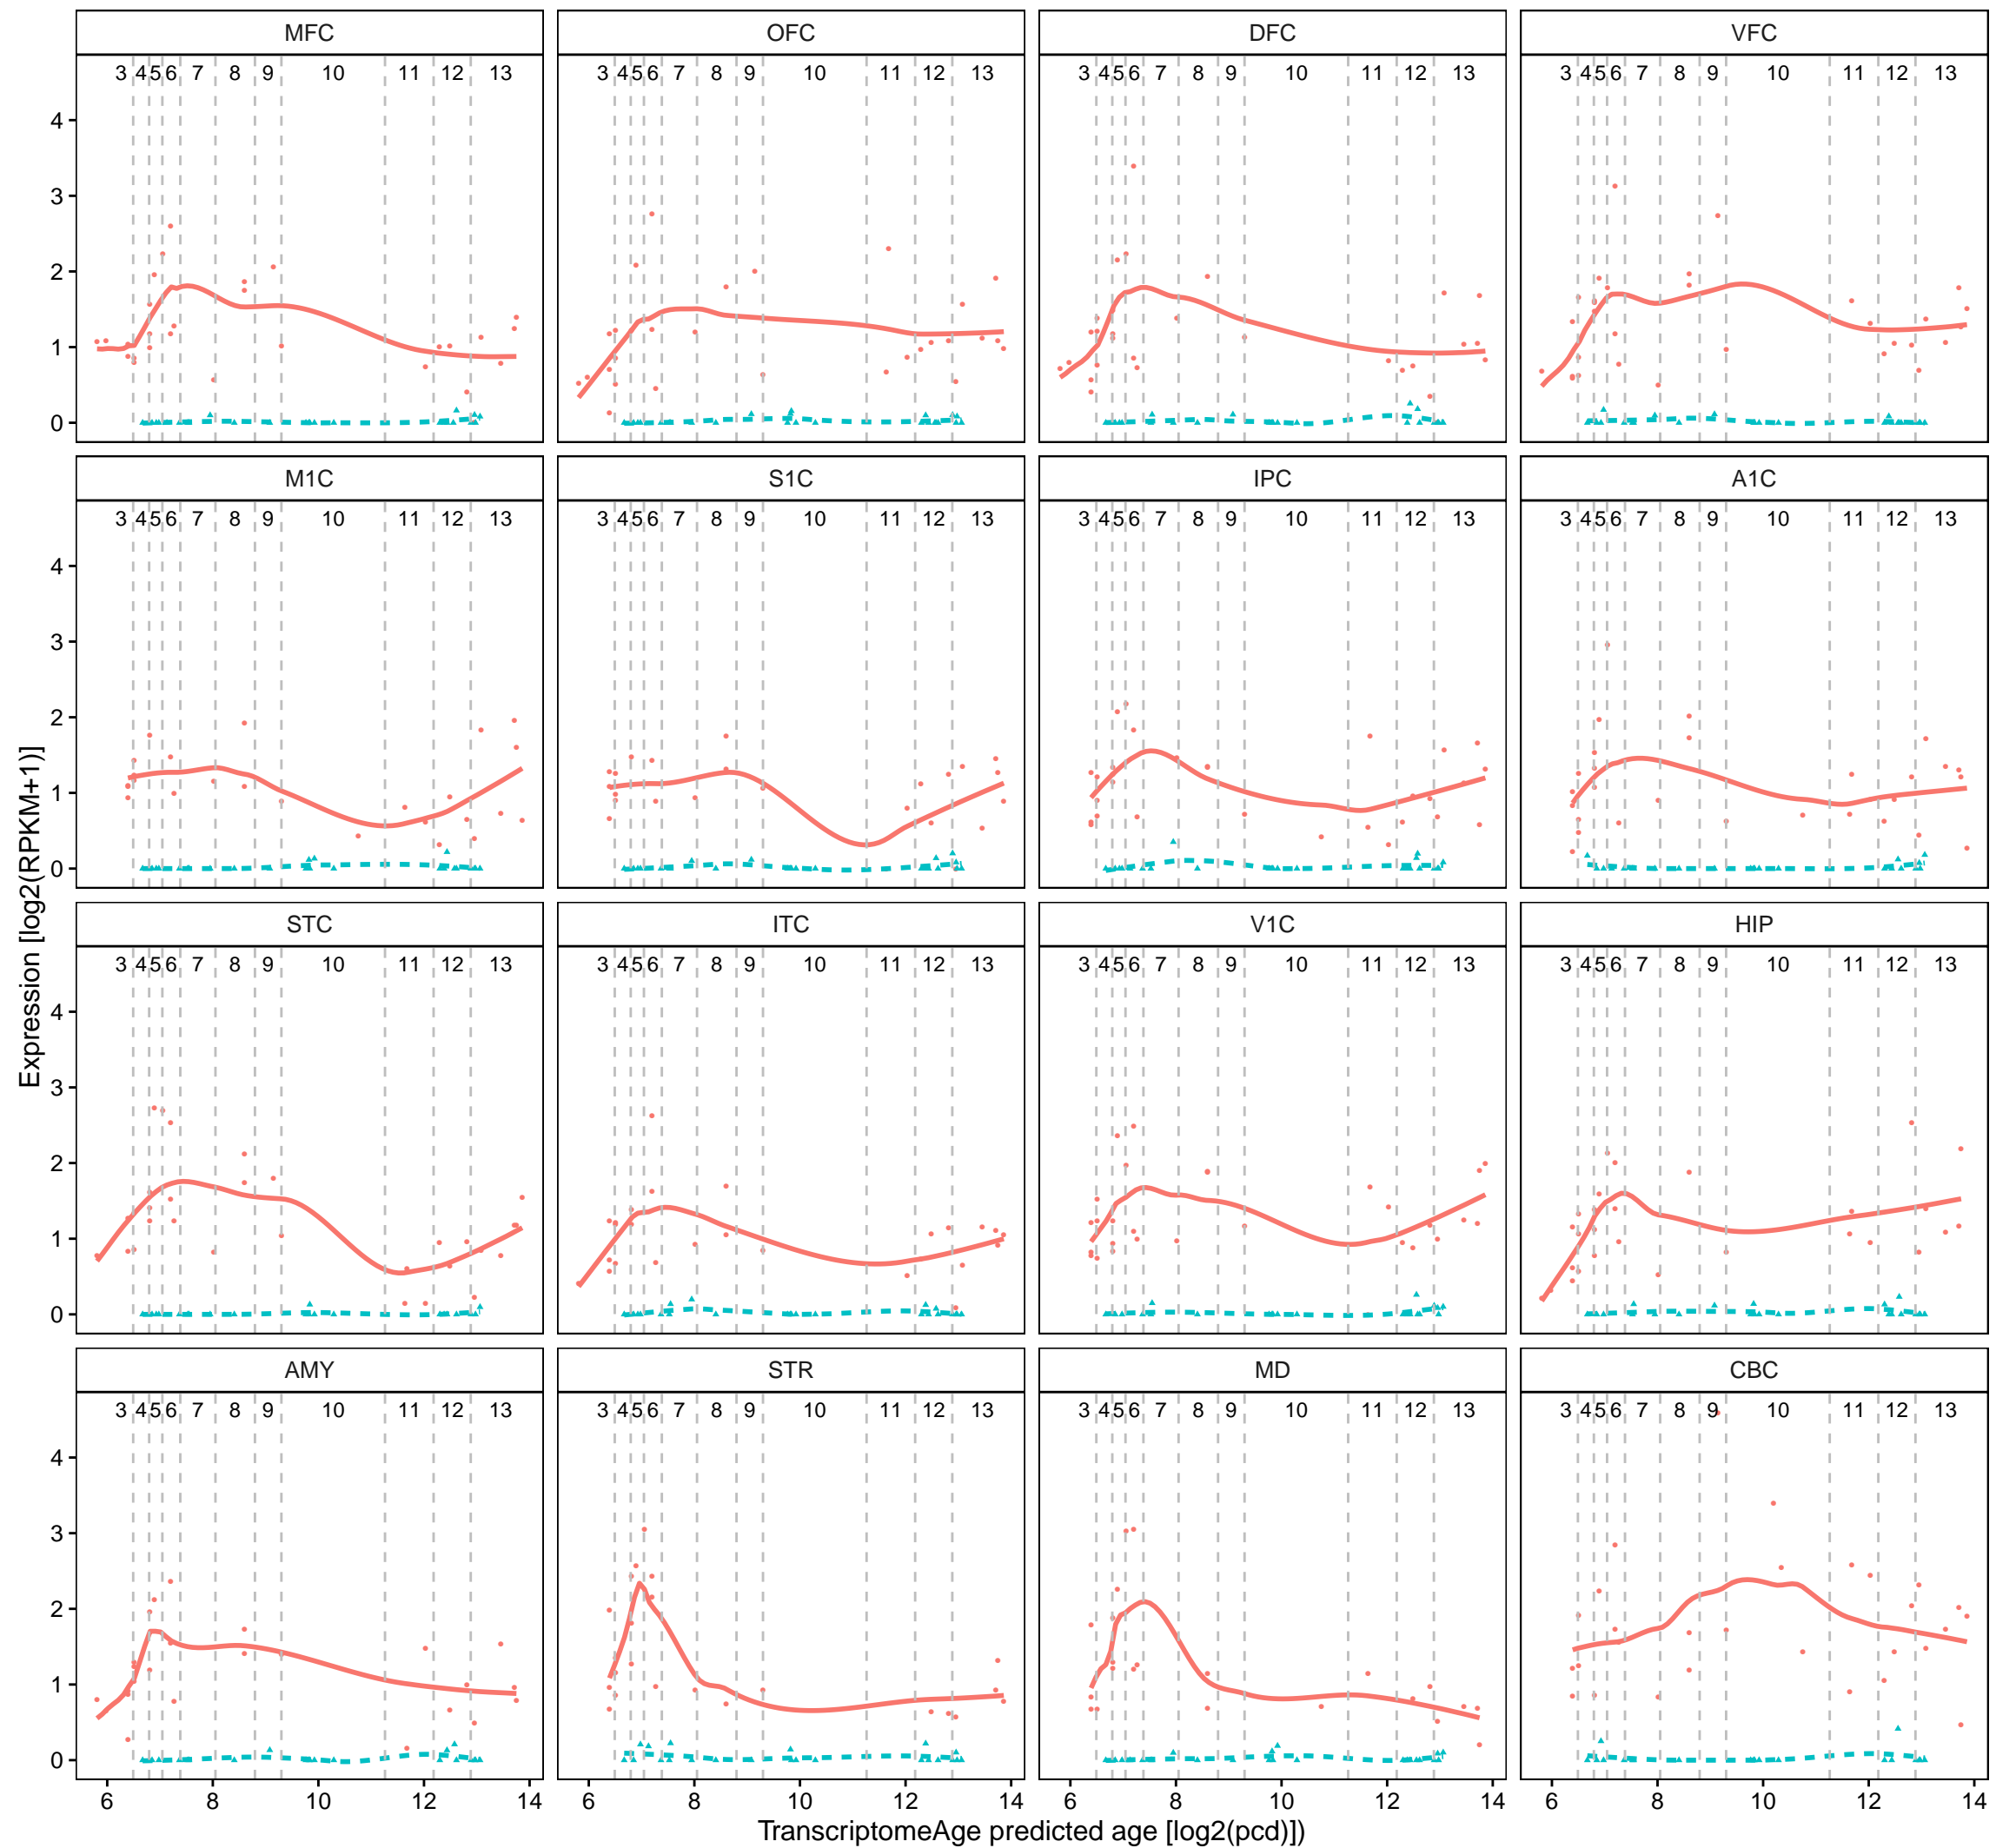 MFC OFC DFC VFC
3 4 5 6 7 8 9 10 11 12 13 3 4 5 6 7 8 9 10 11 12 13 3 4 5 6 7 8 9 10 11 12 13 3 4 5 6 7 8 9 10 11 12 13
4
3
2
1
0
M1C S1C IPC A1C
3 4 5 6 7 8 9 10 11 12 13 3 4 5 6 7 8 9 10 11 12 13 3 4 5 6 7 8 9 10 11 12 13 3 4 5 6 7 8 9 10 11 12 13
4
3
2
1
0
Expression [log2(RPKM+1)]
STC ITC V1C HIP
3 4 5 6 7 8 9 10 11 12 13 3 4 5 6 7 8 9 10 11 12 13 3 4 5 6 7 8 9 10 11 12 13 3 4 5 6 7 8 9 10 11 12 13
4
3
2
1
0
AMY STR MD CBC
3 4 5 6 7 8 9 10 11 12 13 3 4 5 6 7 8 9 10 11 12 13 3 4 5 6 7 8 9 10 11 12 13 3 4 5 6 7 8 9 10 11 12 13
4
3
2
1
0
6 8 10 12 14 6 8 10 12 14 6 8 10 12 14 6 8 10 12 14
TranscriptomeAge predicted age [log2(pcd)])